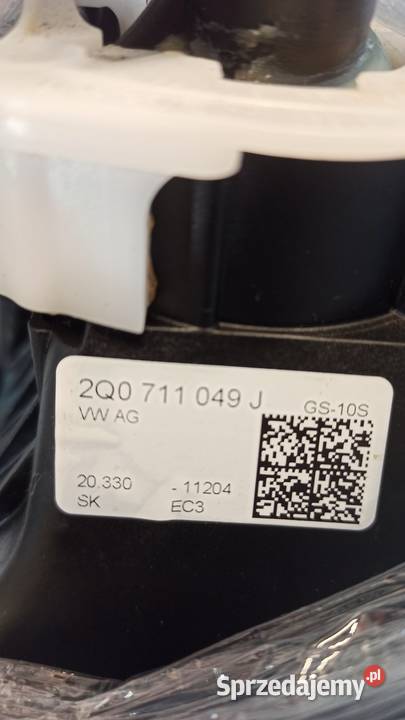 2Q0 711 049 J
VW AG
GS-10S
20.330 - 11204
SK EC3
Sprzedajemy.pl